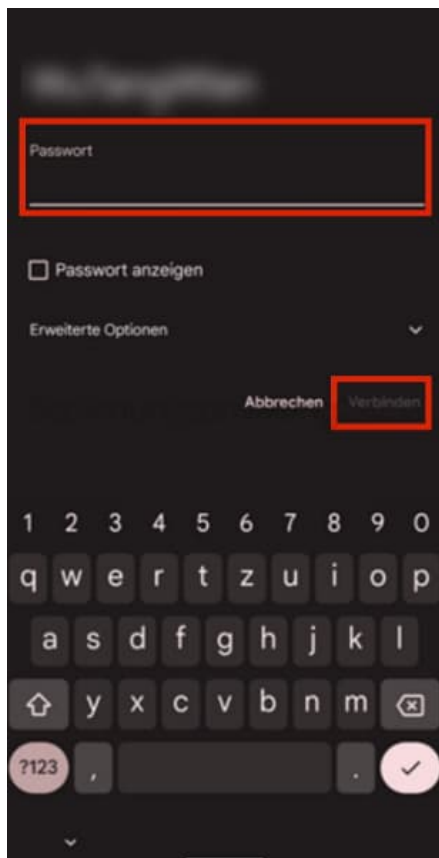 Passwort
Passwort anzeigen
Erweiterte Optionen
Abbrechen Verbinden
1 2 3 4 5 6 7 8 9 0
q w e r t z u i o p
a s d f g h j k l
y x c v b n m
?123 , .